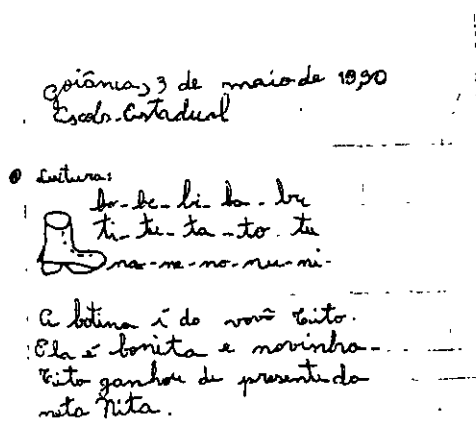 Goiânia, 3 de maio de 1990
Escola Estadual
Leitura:
bo-be-bi-ba-bu
ti-te-ta-to-tu
na-ne-no-nu-ni-
A botina é do vovô Tito.
Ela é bonita e novinha.
Tito ganhou de presente da
neta Nita.